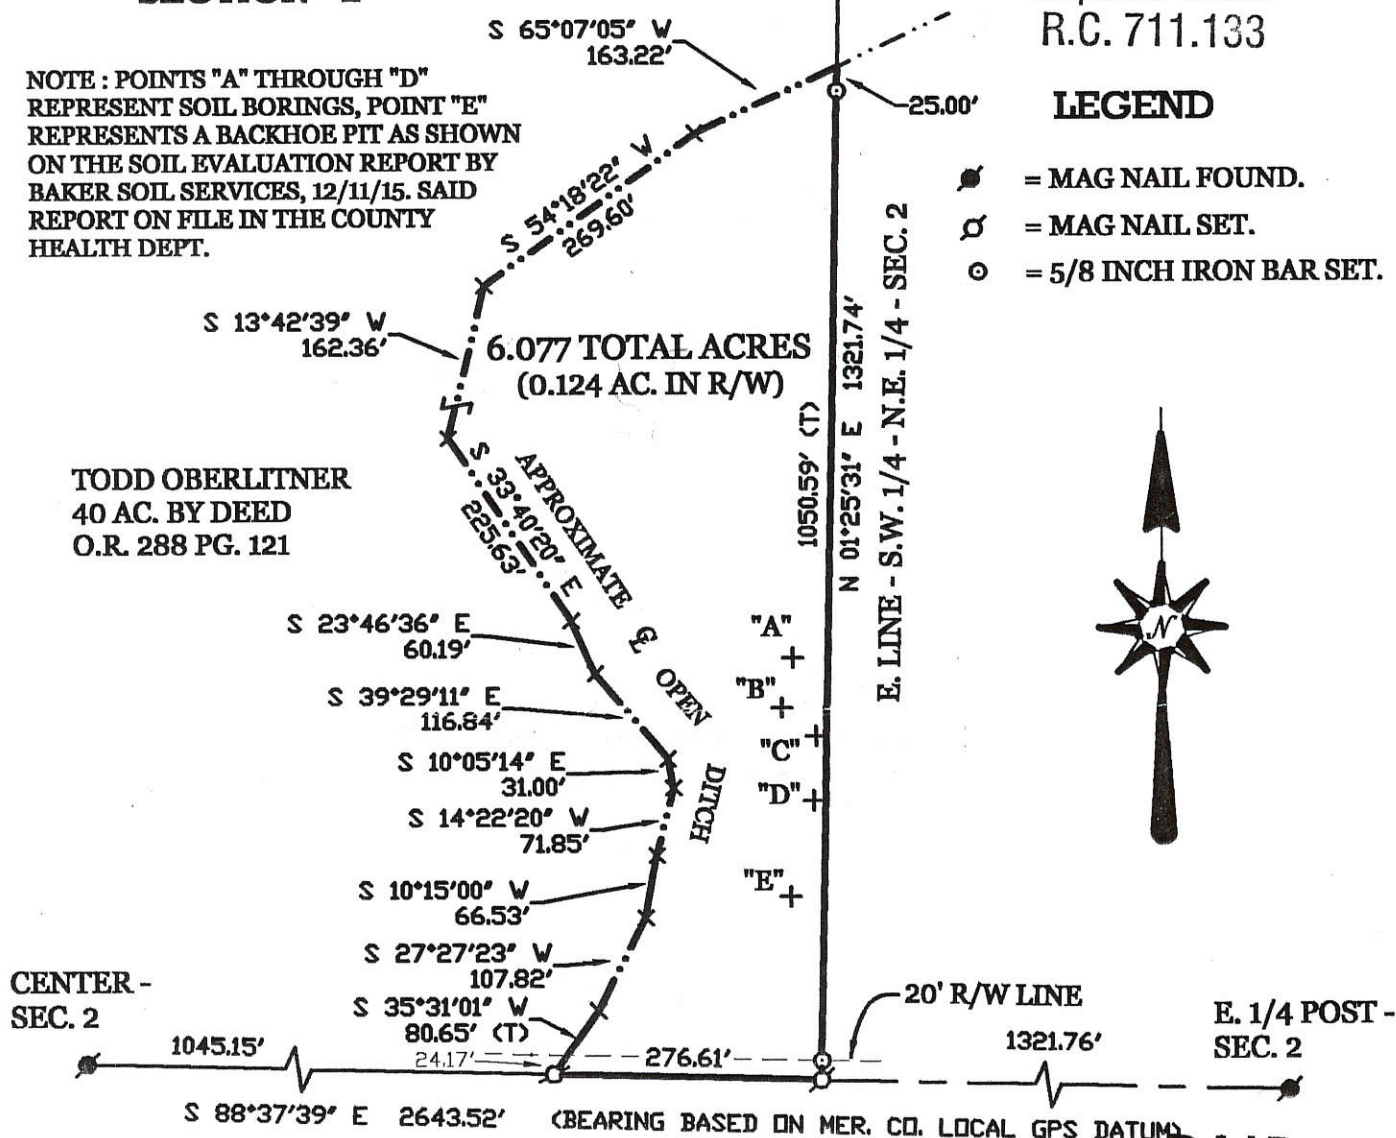 S 65°07'05" W
163.22'
R.C. 711.133
NOTE : POINTS "A" THROUGH "D"
REPRESENT SOIL BORINGS, POINT "E"
REPRESENTS A BACKHOE PIT AS SHOWN
ON THE SOIL EVALUATION REPORT BY
BAKER SOIL SERVICES, 12/11/15. SAID
REPORT ON FILE IN THE COUNTY
HEALTH DEPT.
25.00'
LEGEND
= MAG NAIL FOUND.
= MAG NAIL SET.
= 5/8 INCH IRON BAR SET.
S 54°18'22" W
269.60'
S 13°42'39" W
162.36'
6.077 TOTAL ACRES
(0.124 AC. IN R/W)
1050.59' (T)
N 01°25'31" E 1321.74'
E. LINE - S.W. 1/4 - N.E. 1/4 - SEC. 2
TODD OBERLITNER
40 AC. BY DEED
O.R. 288 PG. 121
S 33°40'20" E
225.63'
APPROXIMATE ℄ OPEN DITCH
N
S 23°46'36" E
60.19'
S 39°29'11" E
116.84'
S 10°05'14" E
31.00'
S 14°22'20" W
71.85'
S 10°15'00" W
66.53'
S 27°27'23" W
107.82'
S 35°31'01" W
80.65' (T)
24.17'
"A"
"B"
"C"
"D"
"E"
CENTER -
SEC. 2
1045.15'
276.61'
20' R/W LINE
1321.76'
E. 1/4 POST -
SEC. 2
S 88°37'39" E 2643.52' (BEARING BASED ON MER. CO. LOCAL GPS DATUM)